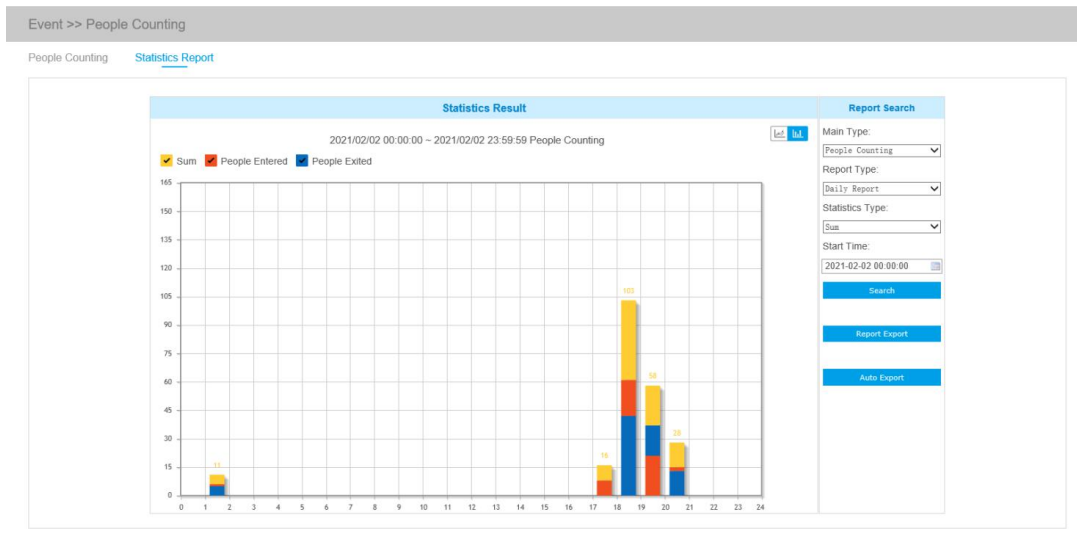 Event >> People Counting
People Counting Statistics Report
Statistics Result
2021/02/02 00:00:00 ~ 2021/02/02 23:59:59 People Counting
Sum People Entered People Exited
165
150
135
120
105
90
75
60
45
30
15
0
103
58
28
16
11
0 1 2 3 4 5 6 7 8 9 10 11 12 13 14 15 16 17 18 19 20 21 22 23 24
Report Search
Main Type:
People Counting
Report Type:
Daily Report
Statistics Type:
Sum
Start Time:
2021-02-02 00:00:00
Search
Report Export
Auto Export